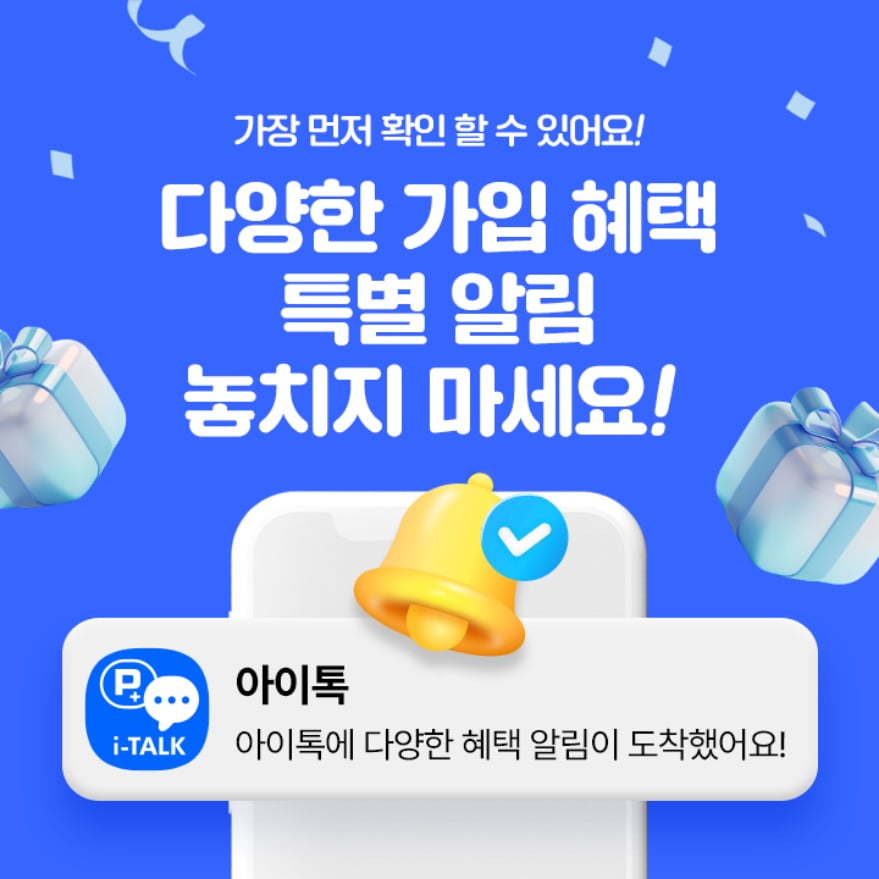 가장 먼저 확인 할 수 있어요!
다양한 가입 혜택
특별 알림
놓치지 마세요!
P+
i-TALK
아이톡
아이톡에 다양한 혜택 알림이 도착했어요!